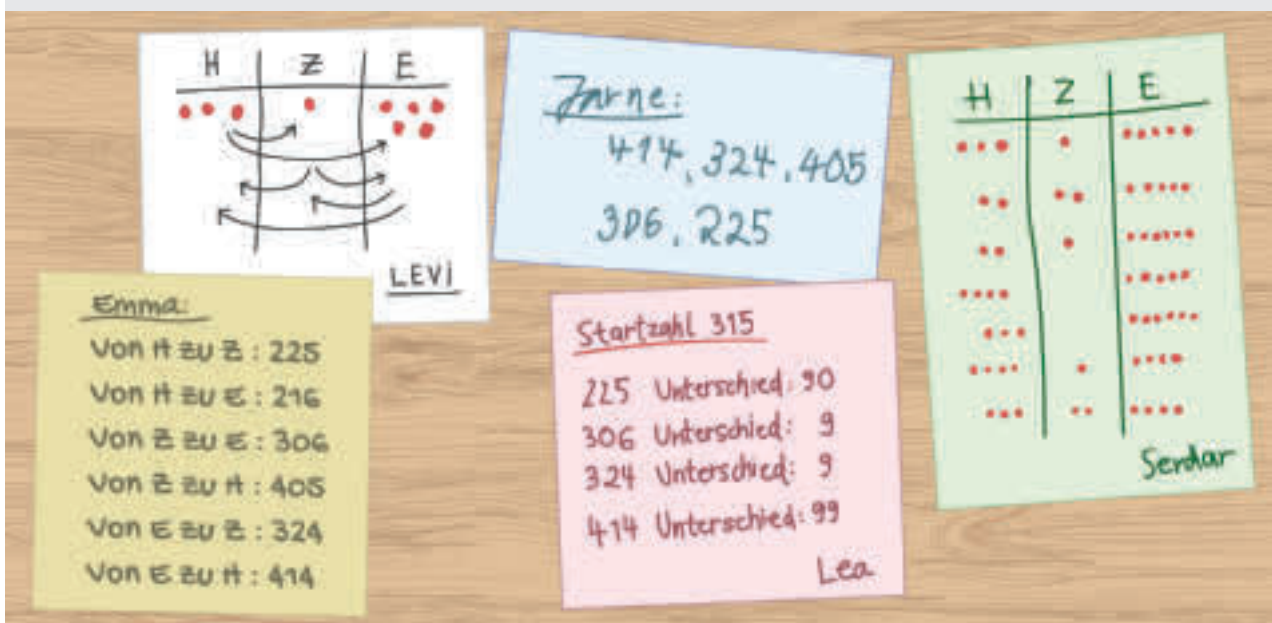 H Z E
LEVi
Jarne:
414, 324, 405
306, 225
H Z E
Serdar
Emma:
Von H zu Z : 225
Von H zu E : 216
Von Z zu E : 306
Von Z zu H : 405
Von E zu Z : 324
Von E zu H : 414
Startzahl 315
225 Unterschied: 90
306 Unterschied: 9
324 Unterschied: 9
414 Unterschied: 99
Lea